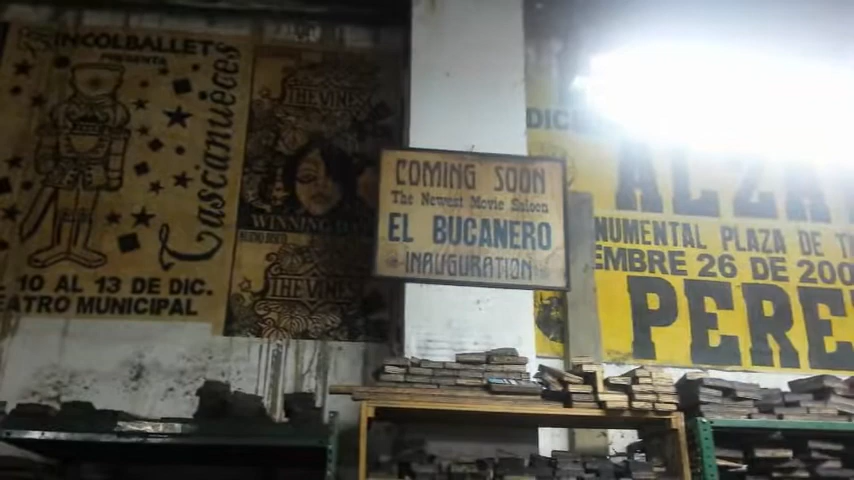 INCOLBALLET
PRESENTA
Cascanueces
10 AL 13 DE DIC.
TEATRO MUNICIPAL
THE VINES
WINNING DAYS
THE VINES
COMING SOON
The Newest Movie Saloon
EL BUCANERO
INAUGURATION
DICI
ALZA
NUMENTAL PLAZA DE T
EMBRE 26 DE 200
PERE